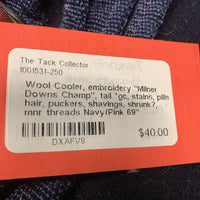 The Tack Collector
1001531-250
Wool Cooler, embroidery "Milner
Downs Champ", tail °gc, stains, pills
hair, puckers, shavings, shrunk?,
mnr threads Navy/Pink 69"
$40.00
DXAFV9